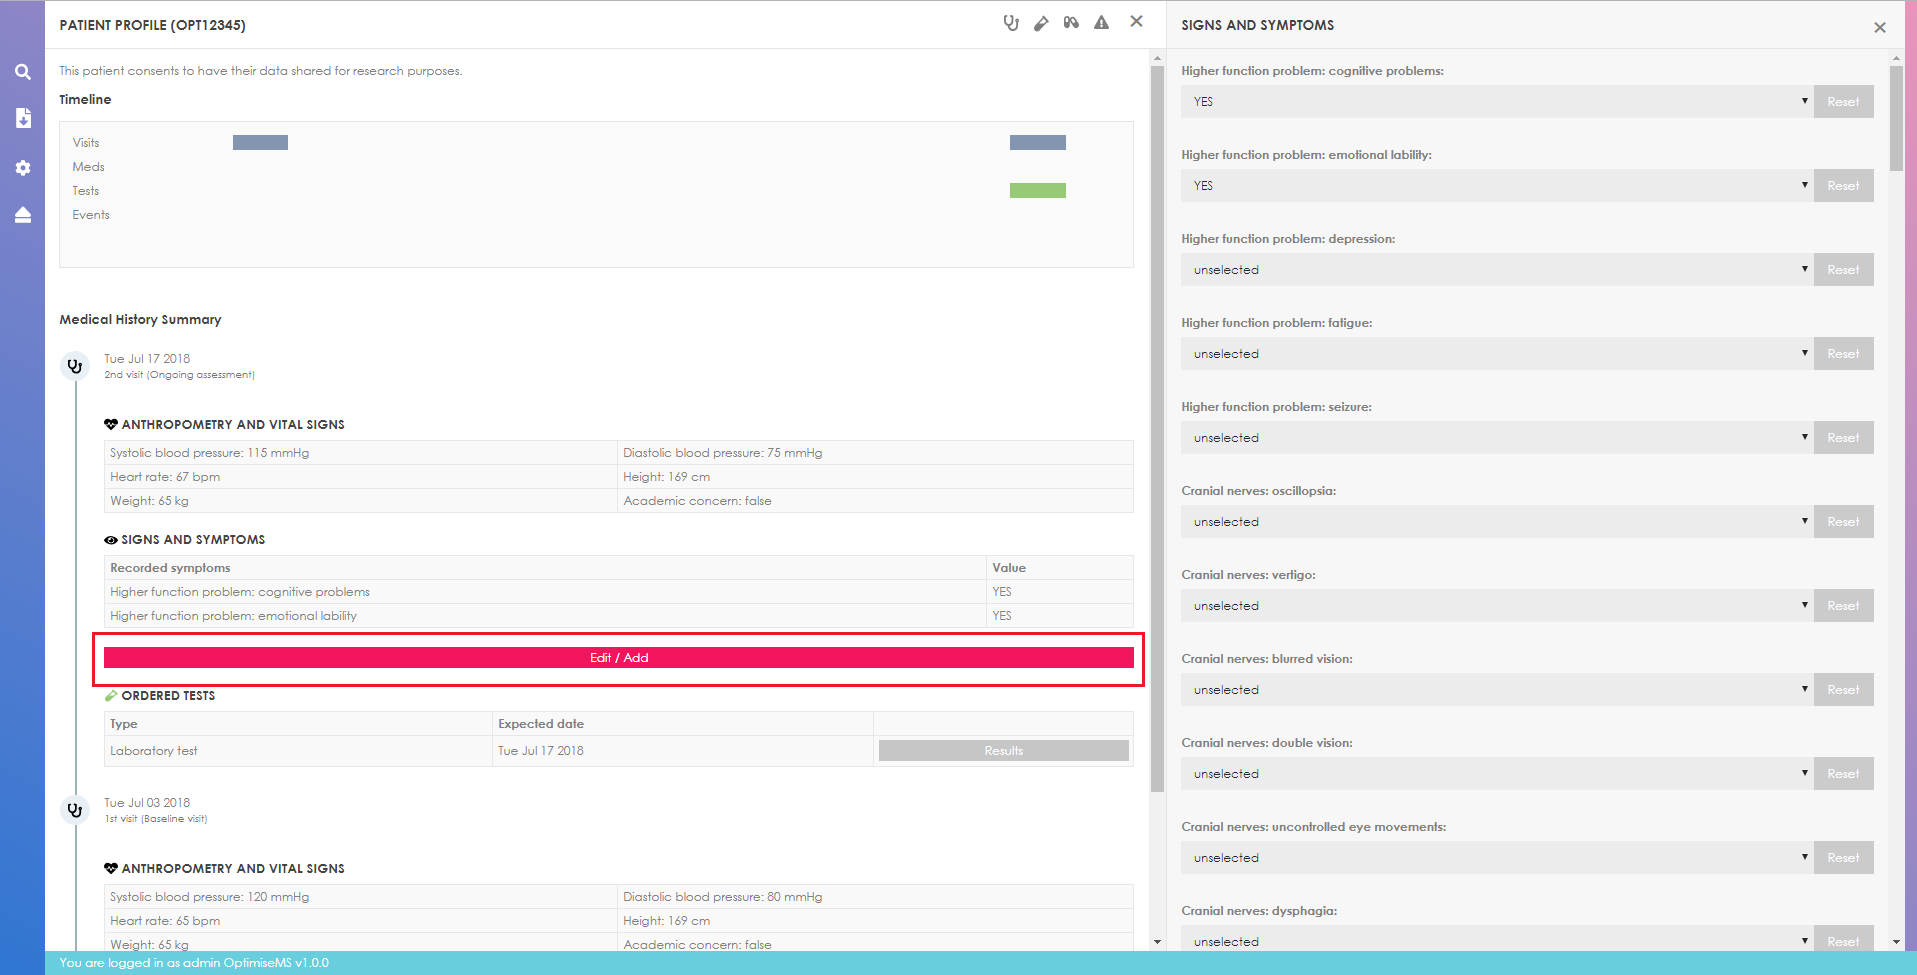 PATIENT PROFILE (OPT12345)
This patient consents to have their data shared for research purposes.
Timeline
Visits
Meds
Tests
Events
Medical History Summary
Tue Jul 17 2018
2nd visit (Ongoing assessment)
ANTHROPOMETRY AND VITAL SIGNS
Systolic blood pressure: 115 mmHg Diastolic blood pressure: 75 mmHg
Heart rate: 67 bpm Height: 169 cm
Weight: 65 kg Academic concern: false
SIGNS AND SYMPTOMS
Recorded symptoms Value
Higher function problem: cognitive problems YES
Higher function problem: emotional lability YES
Edit / Add
ORDERED TESTS
Type Expected date
Laboratory test Tue Jul 17 2018 Results
Tue Jul 03 2018
1st visit (Baseline visit)
ANTHROPOMETRY AND VITAL SIGNS
Systolic blood pressure: 120 mmHg Diastolic blood pressure: 80 mmHg
Heart rate: 65 bpm Height: 169 cm
Weight: 65 kg Academic concern: false
SIGNS AND SYMPTOMS
Higher function problem: cognitive problems:
YES Reset
Higher function problem: emotional lability:
YES Reset
Higher function problem: depression:
unselected Reset
Higher function problem: fatigue:
unselected Reset
Higher function problem: seizure:
unselected Reset
Cranial nerves: oscillopsia:
unselected Reset
Cranial nerves: vertigo:
unselected Reset
Cranial nerves: blurred vision:
unselected Reset
Cranial nerves: double vision:
unselected Reset
Cranial nerves: uncontrolled eye movements:
unselected Reset
Cranial nerves: dysphagia:
unselected Reset
You are logged in as admin OptimiseMS v1.0.0